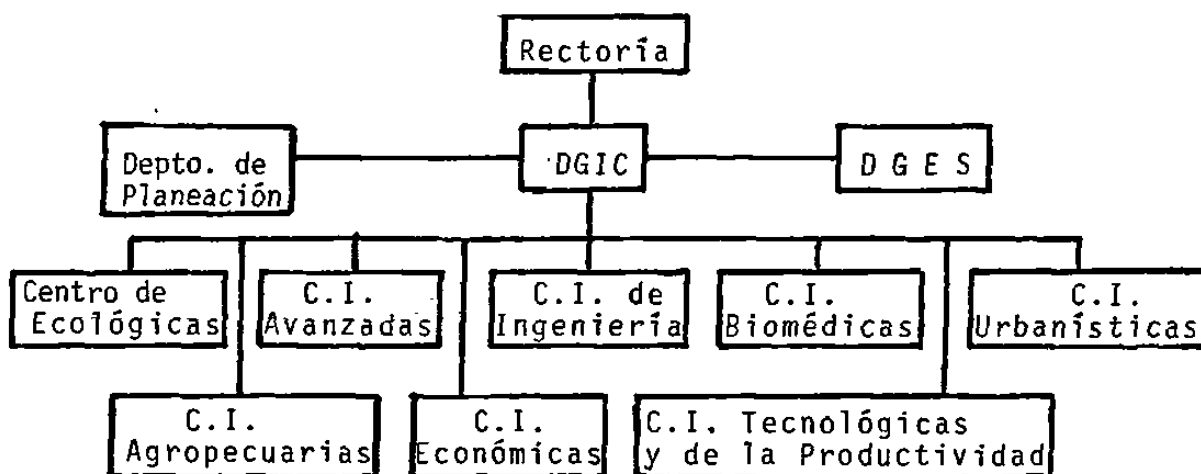 Rectoría
Depto. de
Planeación
DGIC
D G E S
Centro de
Ecológicas
C.I.
Avanzadas
C.I. de
Ingeniería
C.I.
Biomédicas
C.I.
Urbanísticas
C.I.
Agropecuarias
C.I.
Económicas
C.I. Tecnológicas
y de la Productividad